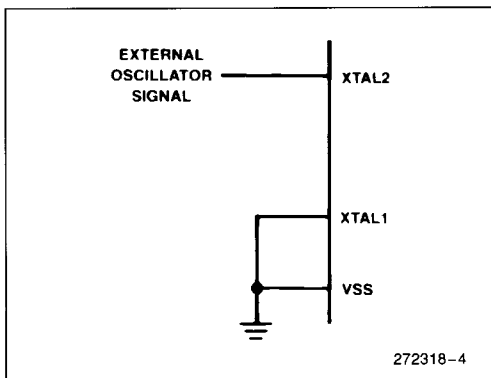 EXTERNAL
OSCILLATOR
SIGNAL
XTAL2
XTAL1
VSS
272318-4